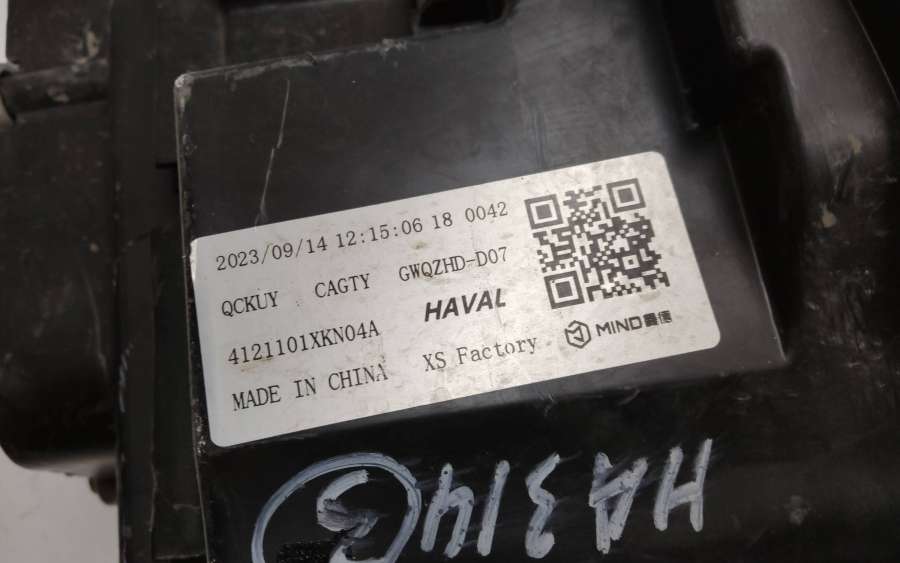 2023/09/14 12:15:06 18 0042
QCKUY CAGTY GWQZHD-D07
4121101XKN04A HAVAL
MADE IN CHINA XS Factory MIND